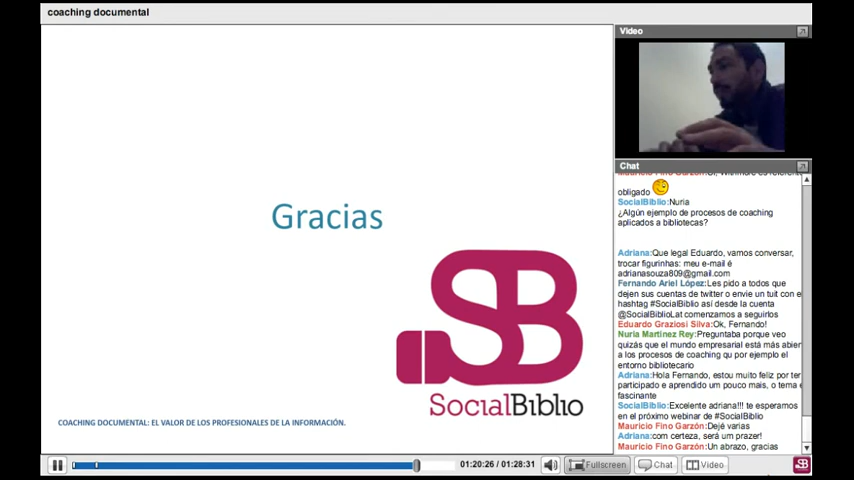 coaching documental
Gracias
SB
SocialBiblio
COACHING DOCUMENTAL: EL VALOR DE LOS PROFESIONALES DE LA INFORMACIÓN.
Video
Chat
Mauricio Fino Garzón:
obligado
SocialBiblio:Nuria
¿Algún ejemplo de procesos de coaching
aplicados a bibliotecas?
Adriana:Que legal Eduardo, vamos conversar,
trocar figurinhas: meu e-mail é
adrianasouza809@gmail.com
Fernando Ariel López:Les pido a todos que
dejen sus cuentas de twitter o envie un tuit con e
hashtag #SocialBiblio así desde la cuenta
@SocialBiblioLat comenzamos a seguirlos
Eduardo Graziosi Silva:Ok, Fernando!
Nuria Martinez Rey:Preguntaba porque veo
quizás que el mundo empresarial está más abier
a los procesos de coaching qu por ejemplo el
entorno bibliotecario
Adriana:Hola Fernando, estou muito feliz por ter
participado e aprendido um pouco mais, o tema é
fascinante
SocialBiblio:Excelente adriana!!! te esperamos
en el próximo webinar de #SocialBiblio
Mauricio Fino Garzón:Dejé varias
Adriana:com certeza, será um prazer!
Mauricio Fino Garzón:Un abrazo, gracias
01:20:26 / 01:28:31
Fullscreen
Chat
Video
SB